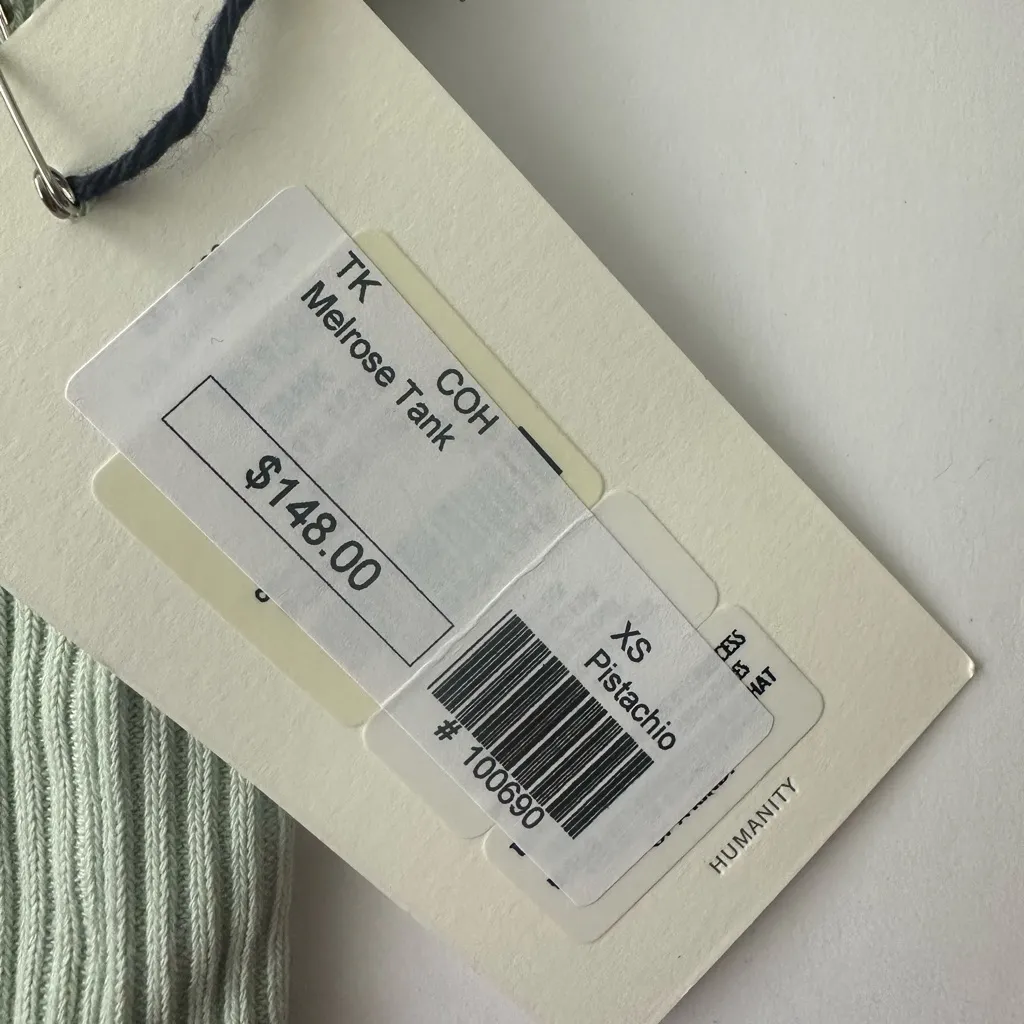 TK
COH
Melrose Tank
$148.00
XS
Pistachio
# 100690
HUMANITY